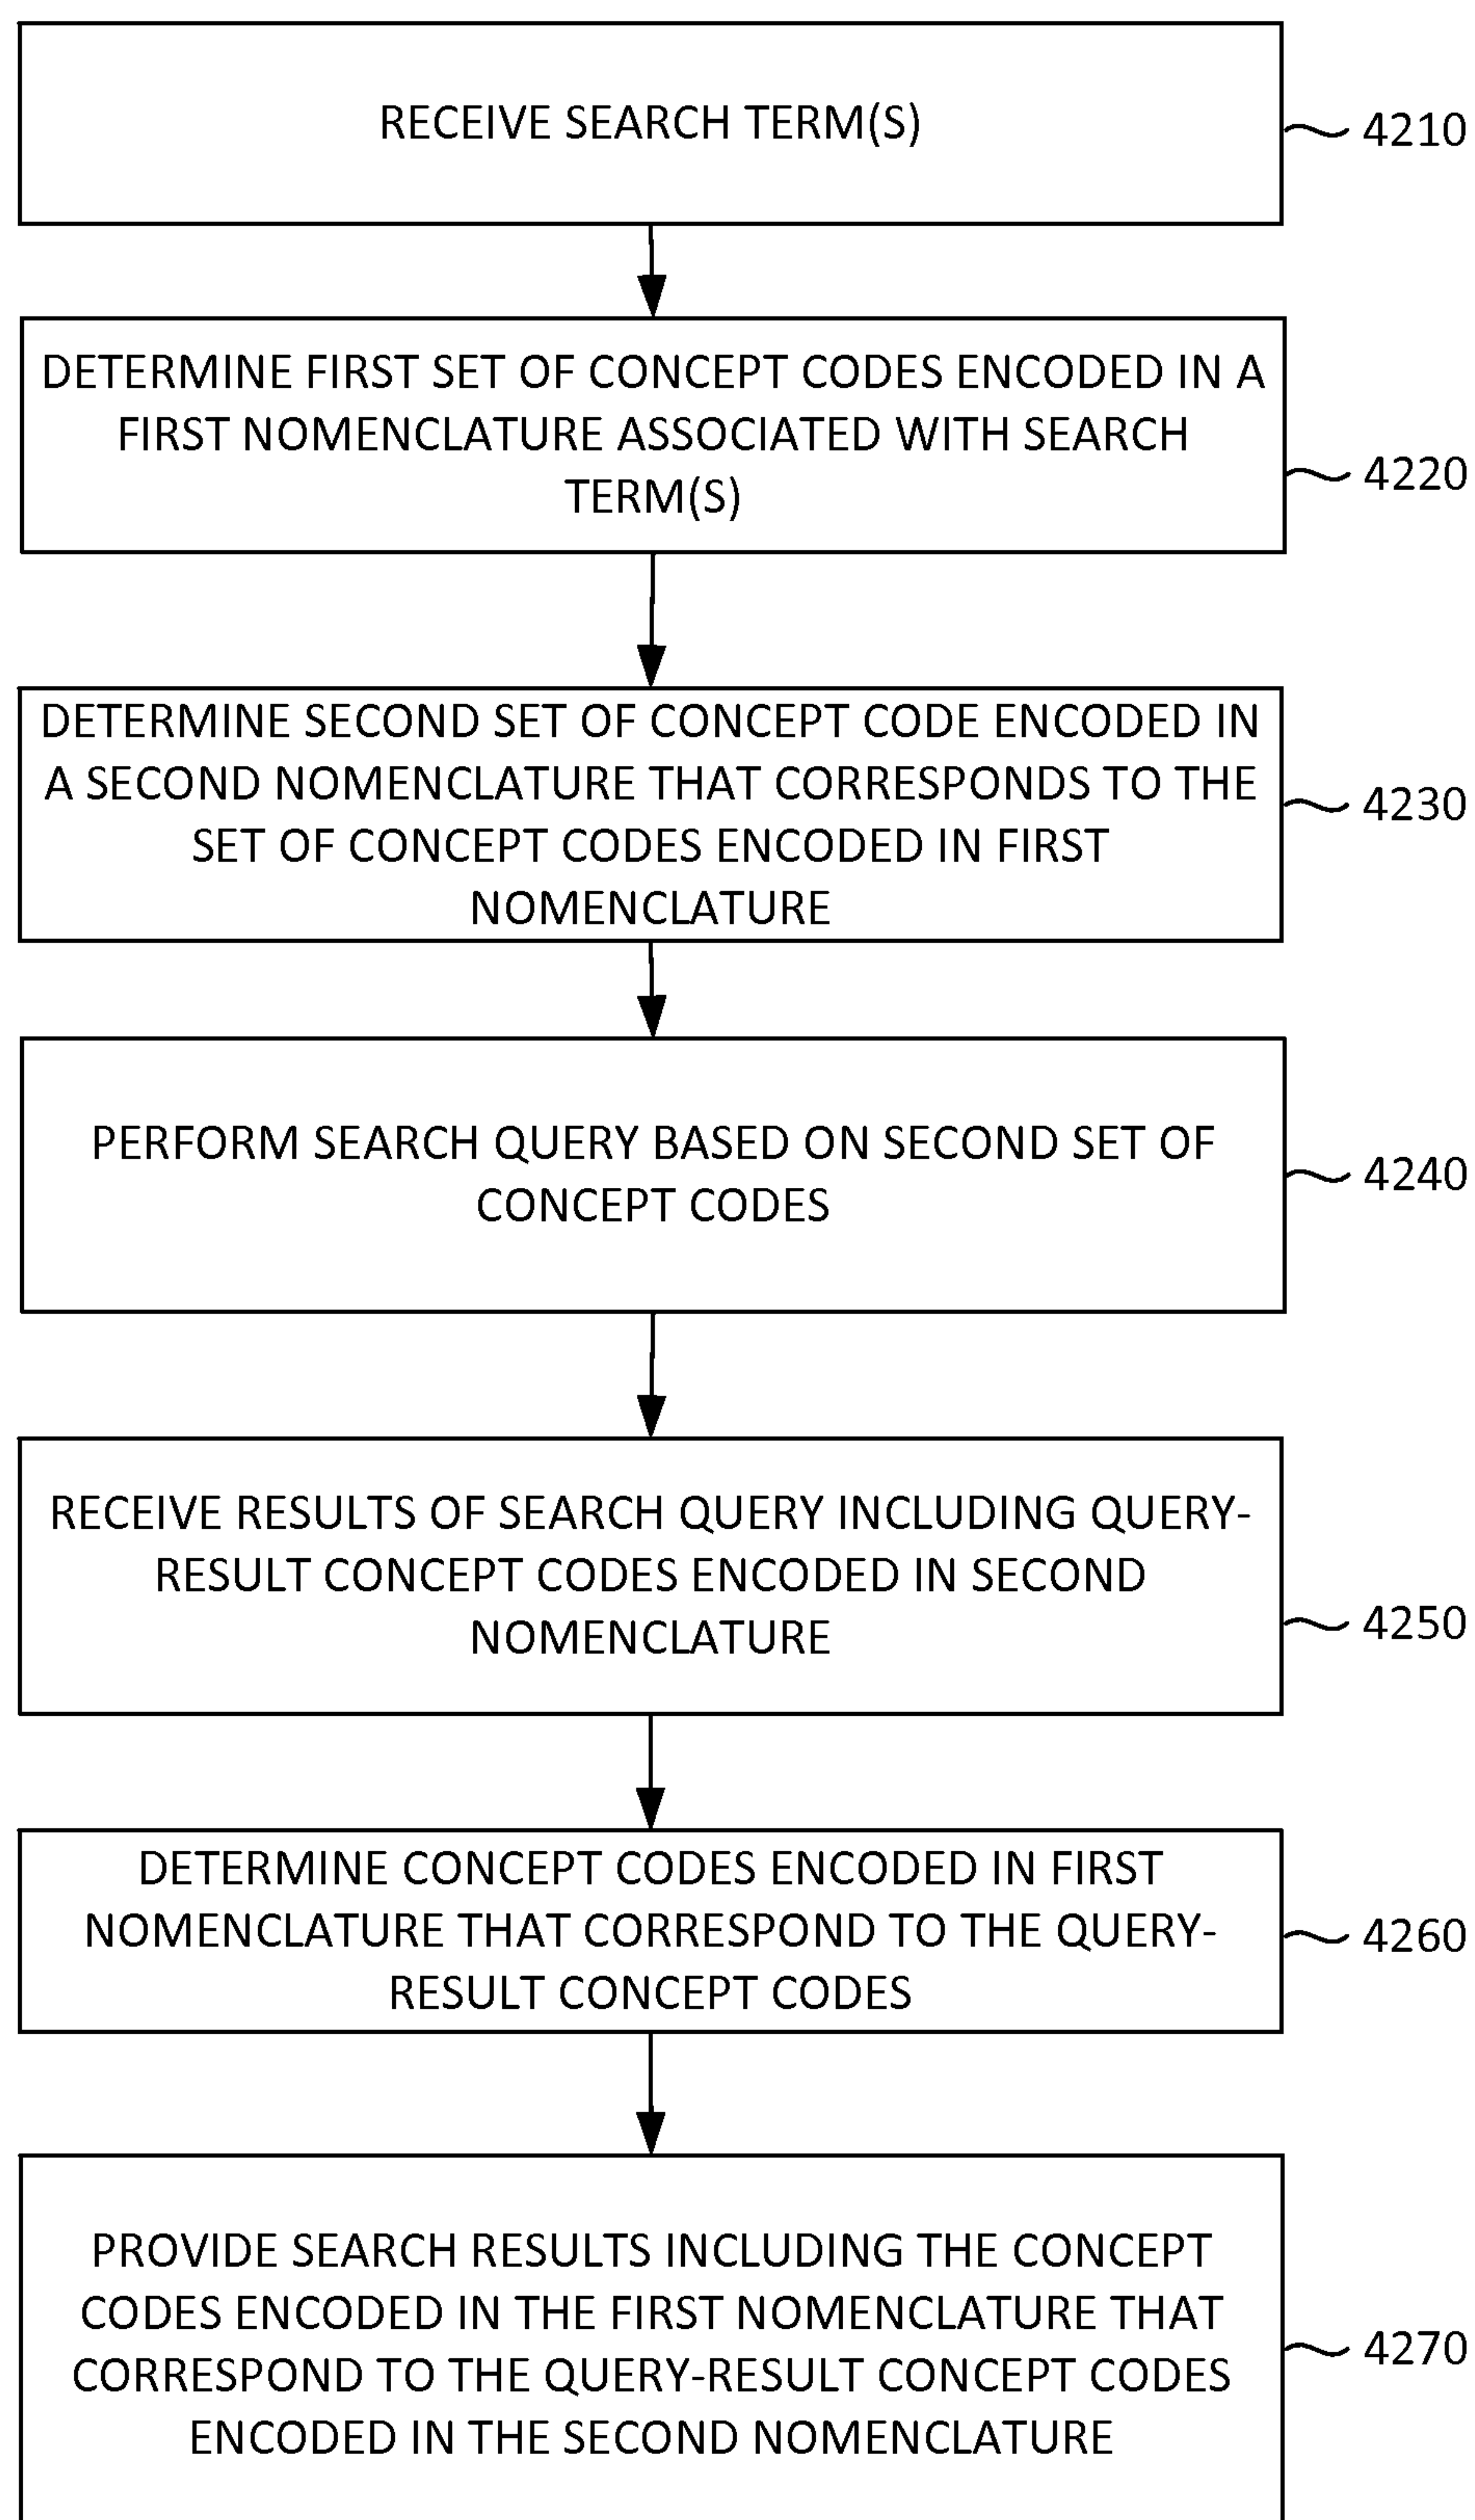 RECEIVE SEARCH TERM(S)
4210
DETERMINE FIRST SET OF CONCEPT CODES ENCODED IN A
FIRST NOMENCLATURE ASSOCIATED WITH SEARCH
TERM(S)
4220
DETERMINE SECOND SET OF CONCEPT CODE ENCODED IN
A SECOND NOMENCLATURE THAT CORRESPONDS TO THE
SET OF CONCEPT CODES ENCODED IN FIRST
NOMENCLATURE
4230
PERFORM SEARCH QUERY BASED ON SECOND SET OF
CONCEPT CODES
4240
RECEIVE RESULTS OF SEARCH QUERY INCLUDING QUERY-
RESULT CONCEPT CODES ENCODED IN SECOND
NOMENCLATURE
4250
DETERMINE CONCEPT CODES ENCODED IN FIRST
NOMENCLATURE THAT CORRESPOND TO THE QUERY-
RESULT CONCEPT CODES
4260
PROVIDE SEARCH RESULTS INCLUDING THE CONCEPT
CODES ENCODED IN THE FIRST NOMENCLATURE THAT
CORRESPOND TO THE QUERY-RESULT CONCEPT CODES
ENCODED IN THE SECOND NOMENCLATURE
4270